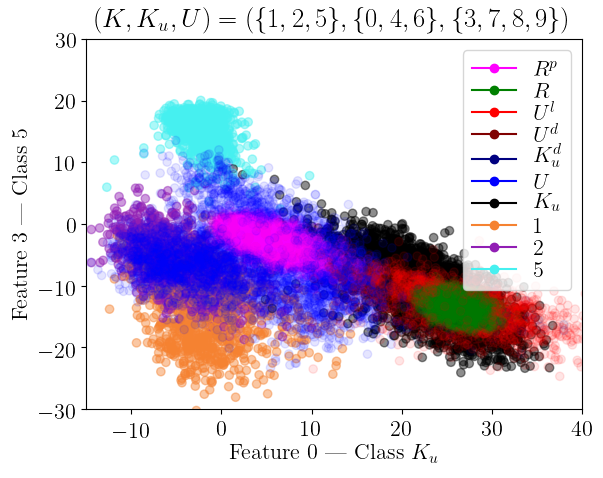 (K, K_u, U) = ({1, 2, 5}, {0, 4, 6}, {3, 7, 8, 9})
30
20
10
0
−10
−20
−30
Feature 3 — Class 5
R^p
R
U^l
U^d
K_u^d
U
K_u
1
2
5
−10
0
10
20
30
40
Feature 0 — Class K_u